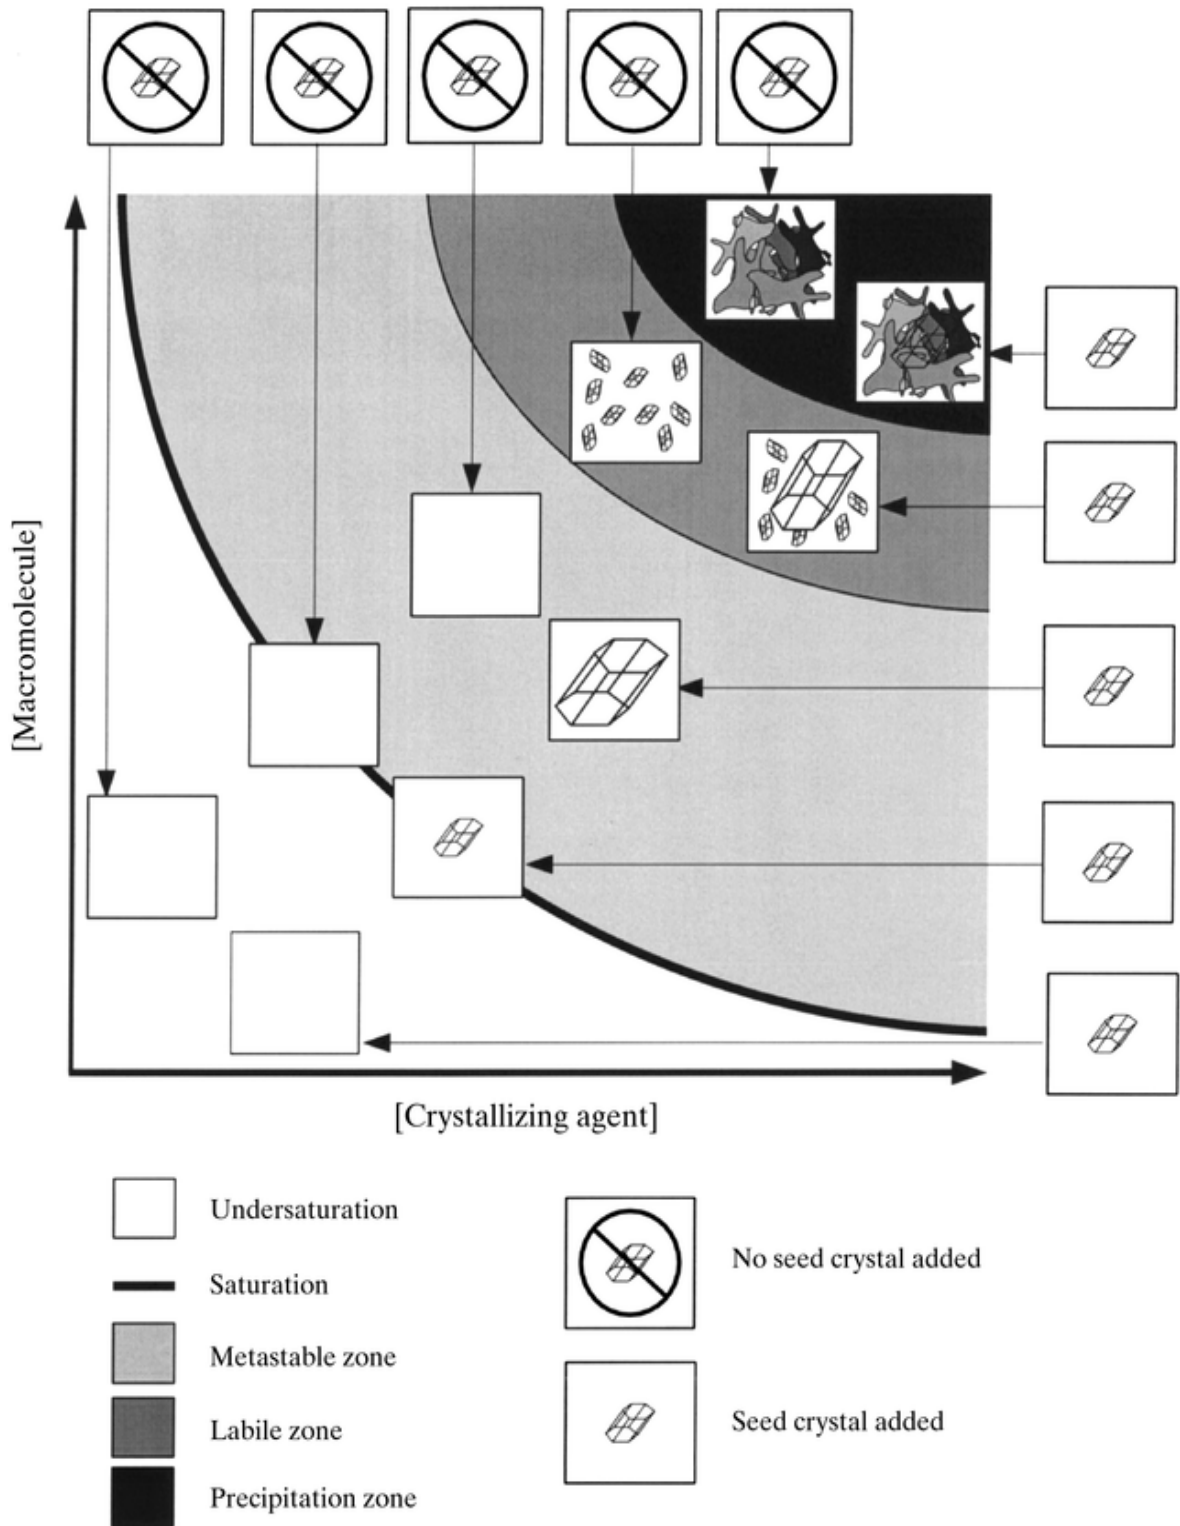 [Macromolecule]
[Crystallizing agent]
Undersaturation
Saturation
Metastable zone
Labile zone
Precipitation zone
No seed crystal added
Seed crystal added